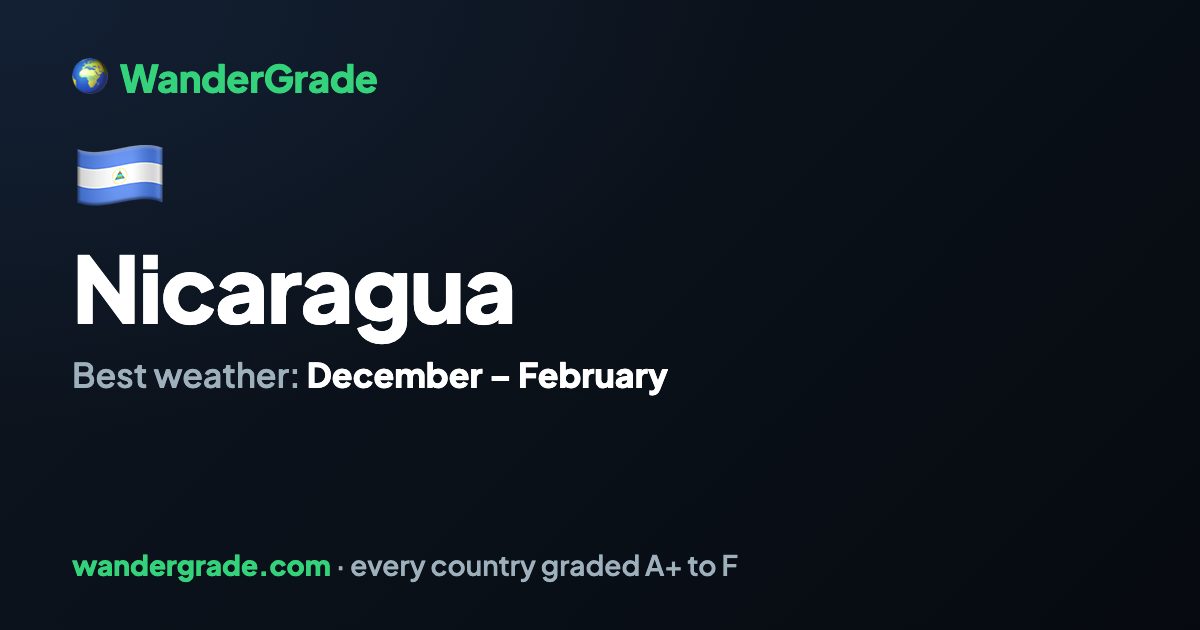 WanderGrade
Nicaragua
Best weather: December – February
wandergrade.com · every country graded A+ to F